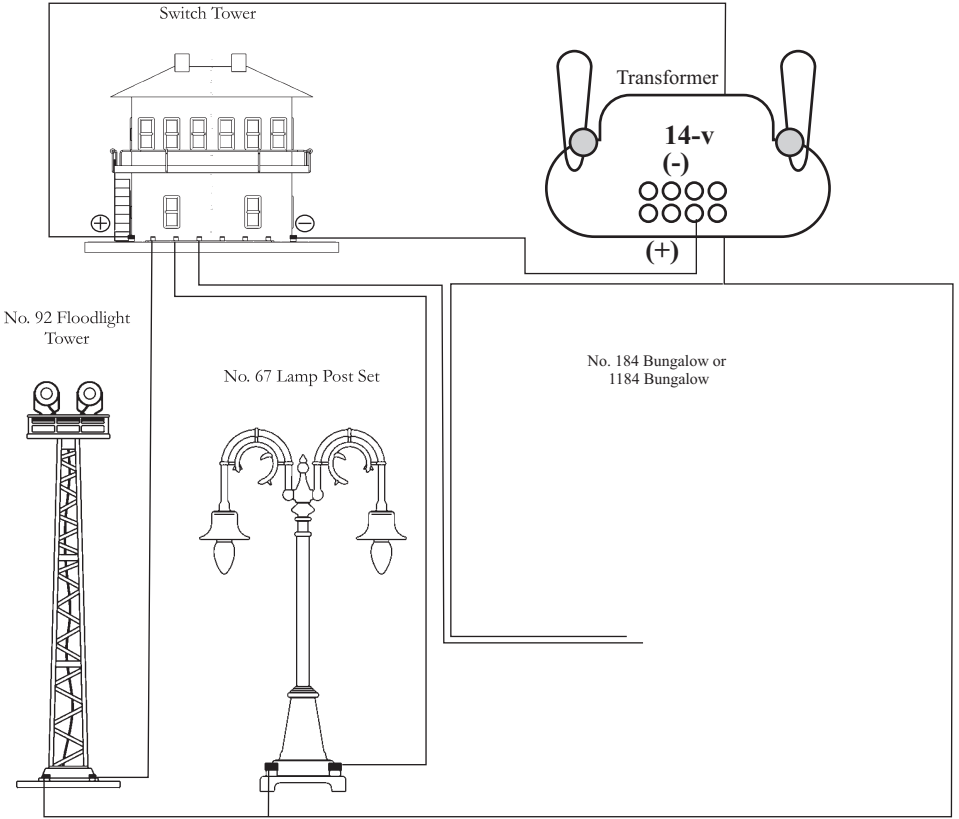 Switch Tower
Transformer
14-v
(-)
(+)
No. 92 Floodlight
Tower
No. 67 Lamp Post Set
No. 184 Bungalow or
1184 Bungalow